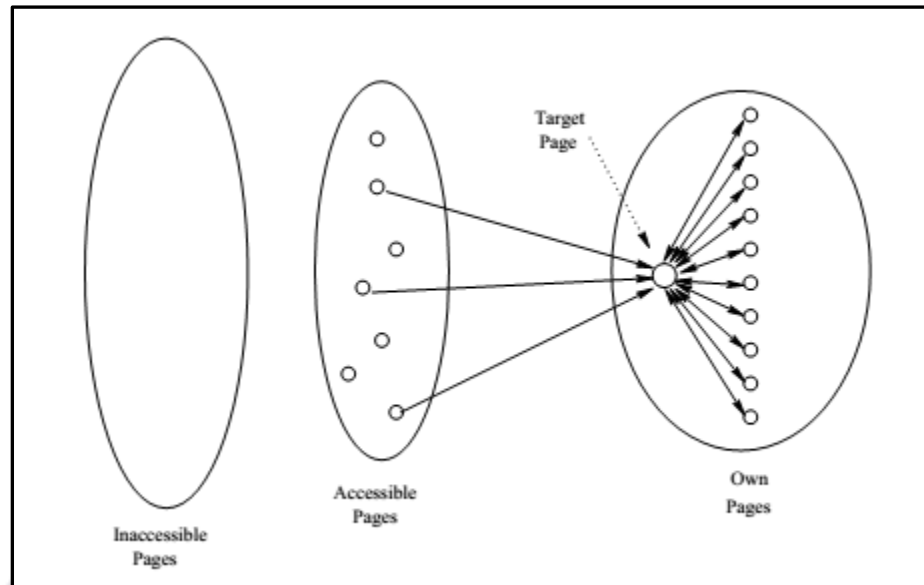 Target
Page
Accessible
Pages
Own
Pages
Inaccessible
Pages